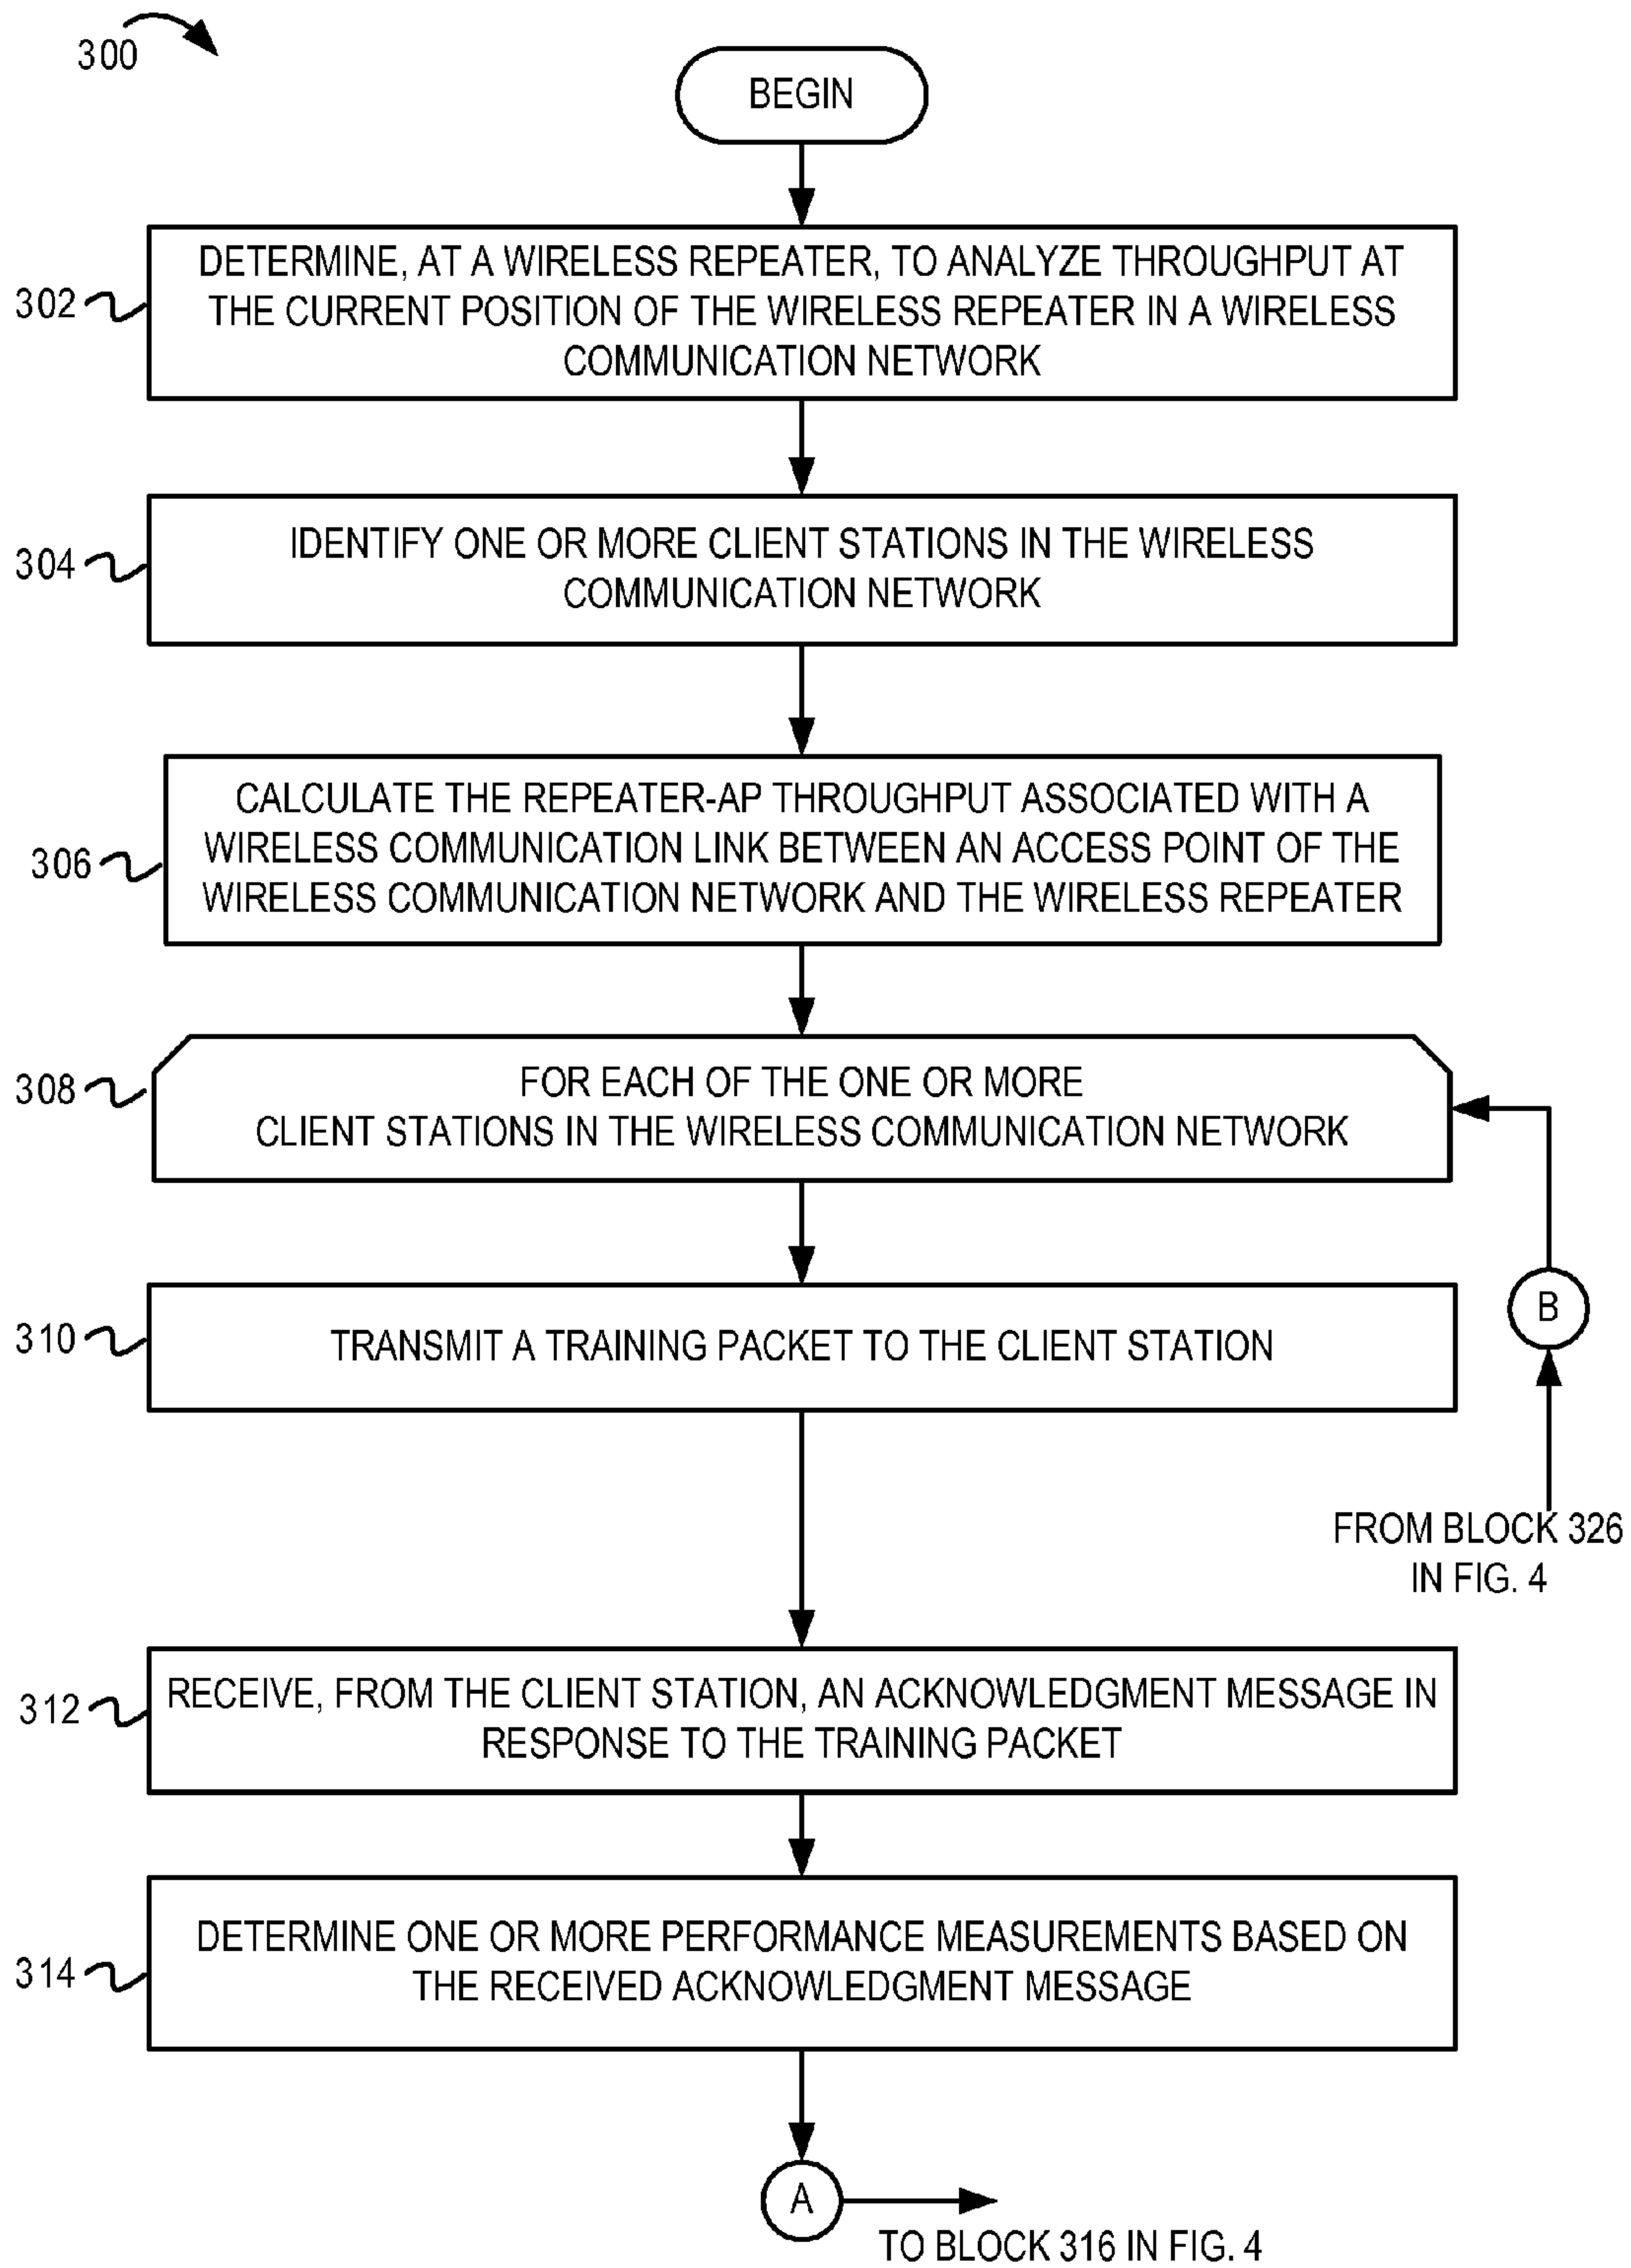 300
BEGIN
302
DETERMINE, AT A WIRELESS REPEATER, TO ANALYZE THROUGHPUT AT
THE CURRENT POSITION OF THE WIRELESS REPEATER IN A WIRELESS
COMMUNICATION NETWORK
304
IDENTIFY ONE OR MORE CLIENT STATIONS IN THE WIRELESS
COMMUNICATION NETWORK
306
CALCULATE THE REPEATER-AP THROUGHPUT ASSOCIATED WITH A
WIRELESS COMMUNICATION LINK BETWEEN AN ACCESS POINT OF THE
WIRELESS COMMUNICATION NETWORK AND THE WIRELESS REPEATER
308
FOR EACH OF THE ONE OR MORE
CLIENT STATIONS IN THE WIRELESS COMMUNICATION NETWORK
310
TRANSMIT A TRAINING PACKET TO THE CLIENT STATION
B
FROM BLOCK 326
IN FIG. 4
312
RECEIVE, FROM THE CLIENT STATION, AN ACKNOWLEDGMENT MESSAGE IN
RESPONSE TO THE TRAINING PACKET
314
DETERMINE ONE OR MORE PERFORMANCE MEASUREMENTS BASED ON
THE RECEIVED ACKNOWLEDGMENT MESSAGE
A
TO BLOCK 316 IN FIG. 4